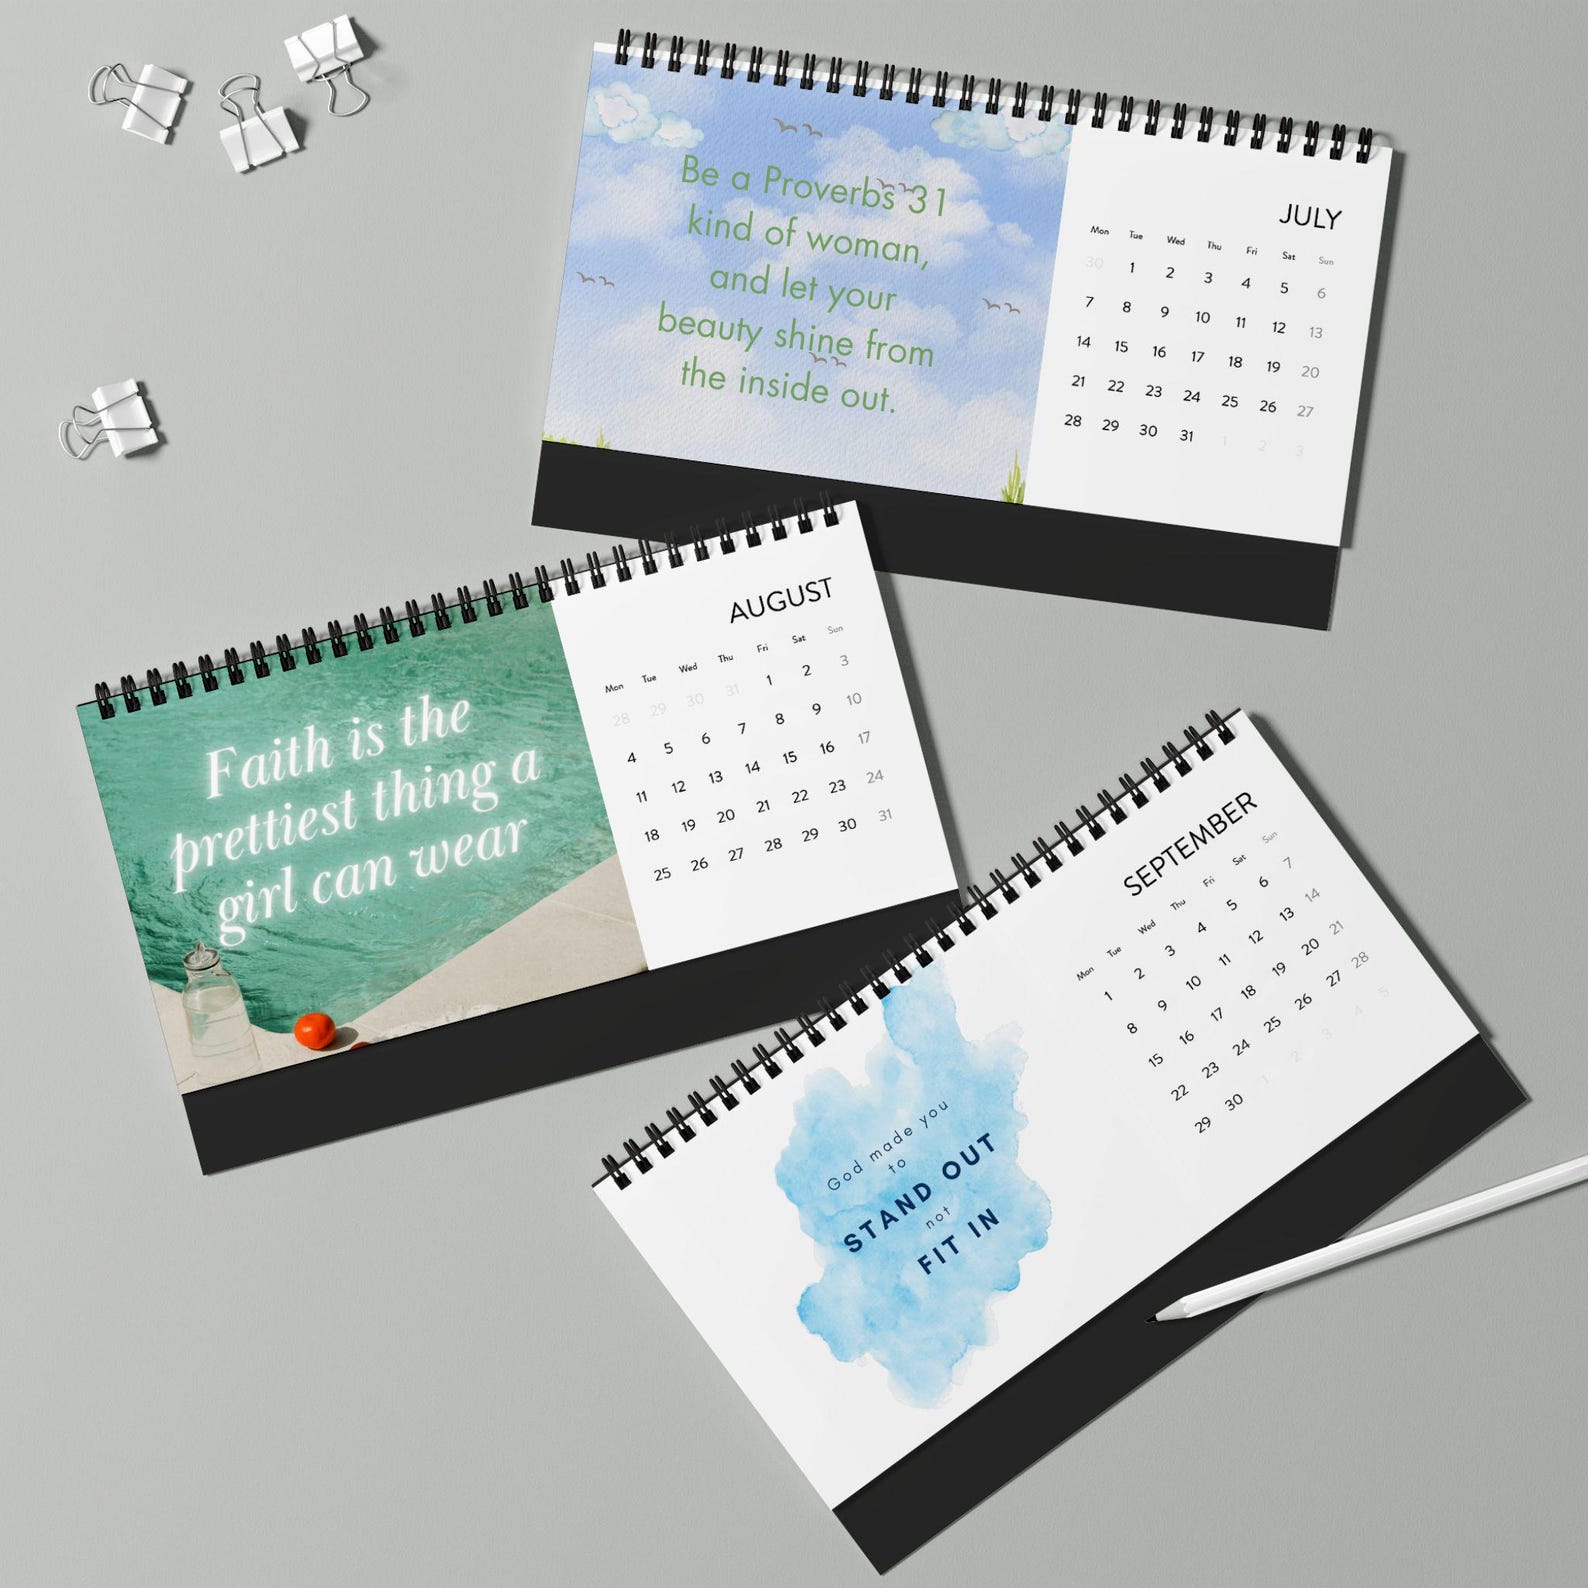 Be a Proverbs 31
kind of woman,
and let your
beauty shine from
the inside out.
JULY
Mon Tue Wed Thu Fri Sat Sun
30 1 2 3 4 5 6
7 8 9 10 11 12 13
14 15 16 17 18 19 20
21 22 23 24 25 26 27
28 29 30 31 1 2 3
Faith is the
prettiest thing a
girl can wear
AUGUST
Mon Tue Wed Thu Fri Sat Sun
28 29 30 31 1 2 3
4 5 6 7 8 9 10
11 12 13 14 15 16 17
18 19 20 21 22 23 24
25 26 27 28 29 30 31
God made you
to
STAND OUT
not
FIT IN
SEPTEMBER
Mon Tue Wed Thu Fri Sat Sun
1 2 3 4 5 6 7
8 9 10 11 12 13 14
15 16 17 18 19 20 21
22 23 24 25 26 27 28
29 30 1 2 3 4 5